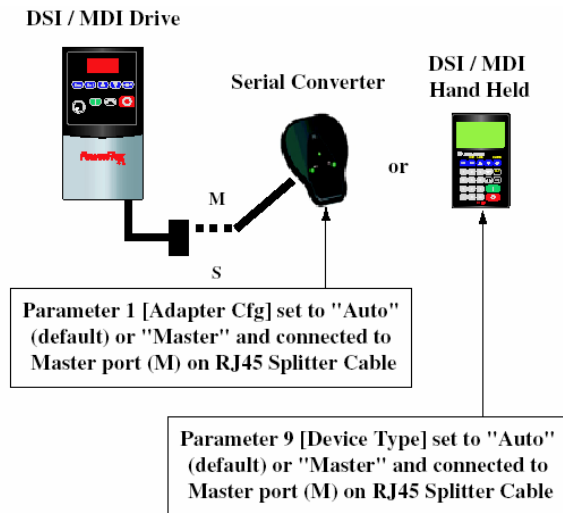 DSI / MDI Drive
Serial Converter
DSI / MDI
Hand Held
or
PowerFlex
M
S
Parameter 1 [Adapter Cfg] set to "Auto"
(default) or "Master" and connected to
Master port (M) on RJ45 Splitter Cable
Parameter 9 [Device Type] set to "Auto"
(default) or "Master" and connected to
Master port (M) on RJ45 Splitter Cable